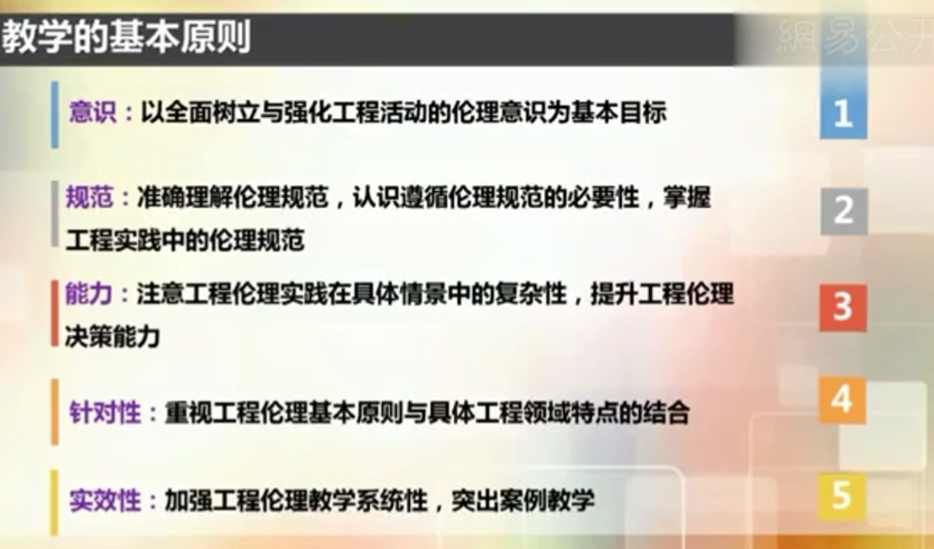 教学的基本原则
網易公开
意识：以全面树立与强化工程活动的伦理意识为基本目标
1
规范：准确理解伦理规范，认识遵循伦理规范的必要性，掌握
工程实践中的伦理规范
2
能力：注意工程伦理实践在具体情景中的复杂性，提升工程伦理
决策能力
3
针对性：重视工程伦理基本原则与具体工程领域特点的结合
4
实效性：加强工程伦理教学系统性，突出案例教学
5